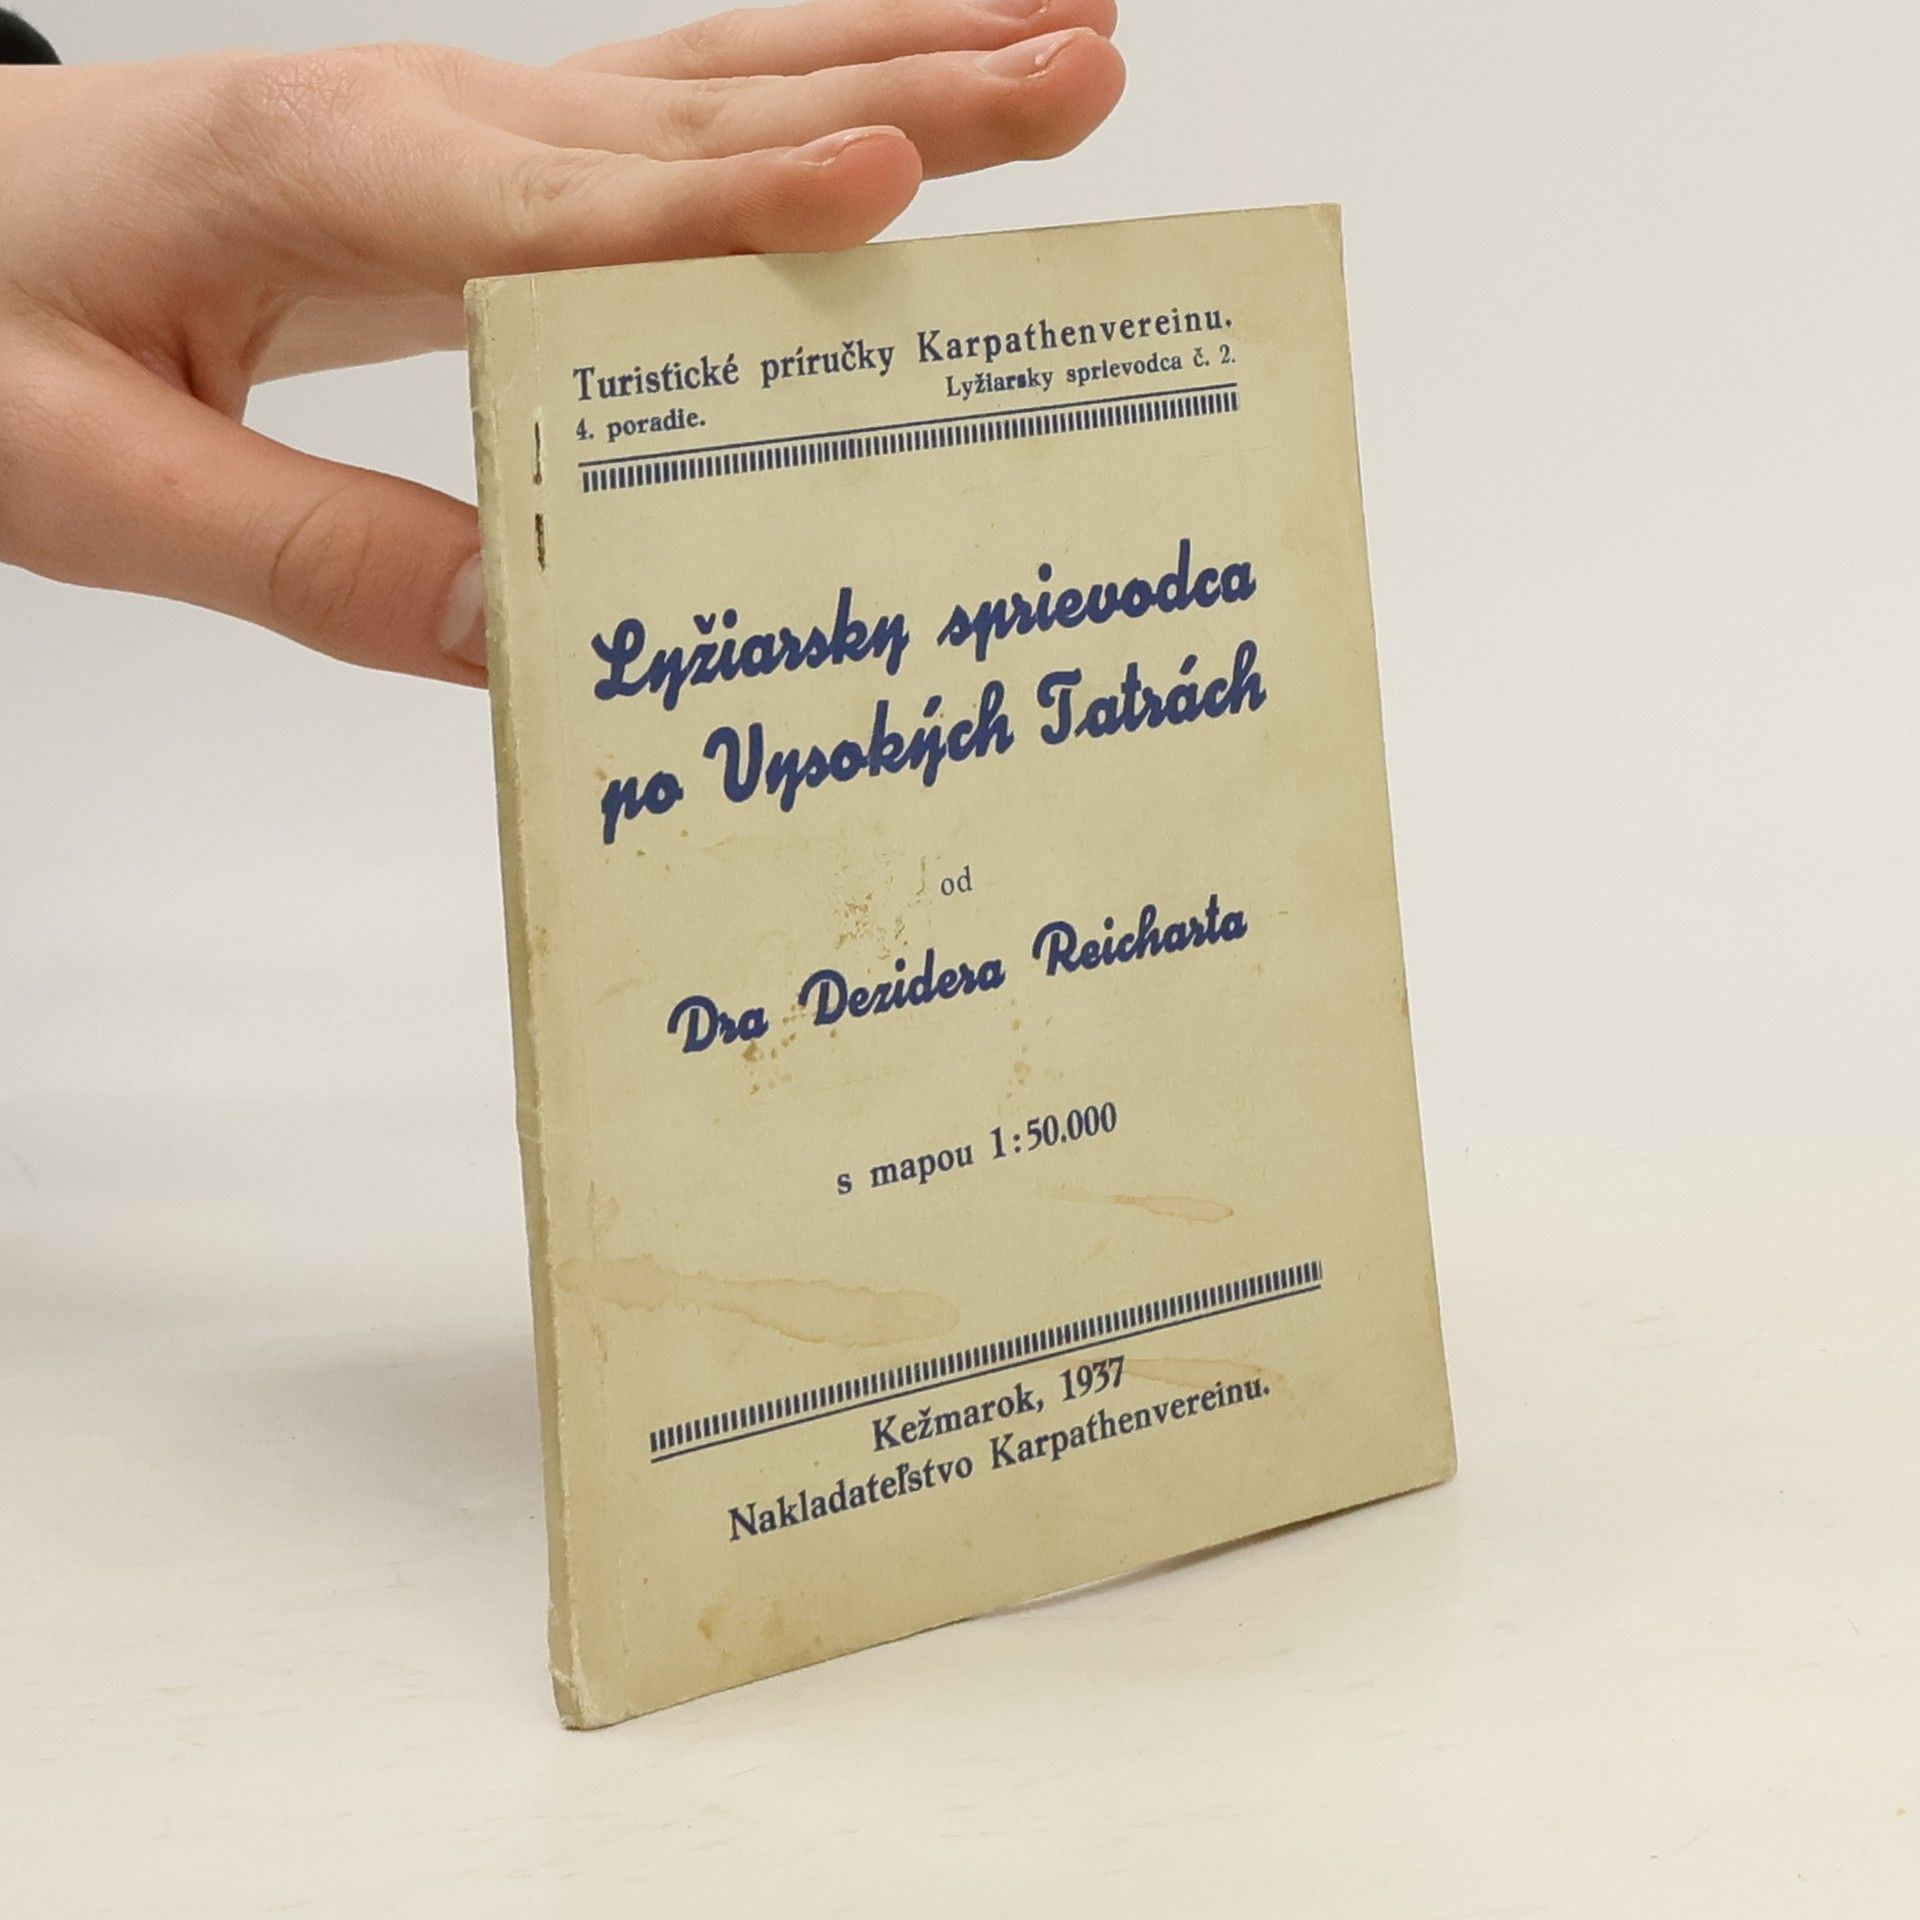 Turistické príručky Karpathenvereinu.
4. poradie. Lyžiarsky sprievodca č. 2.
Lyžiarsky sprievodca
po Vysokých Tatrách
od
Dra Dezidera Reicharta
s mapou 1:50.000
Kežmarok, 1937
Nakladateľstvo Karpathenvereinu.